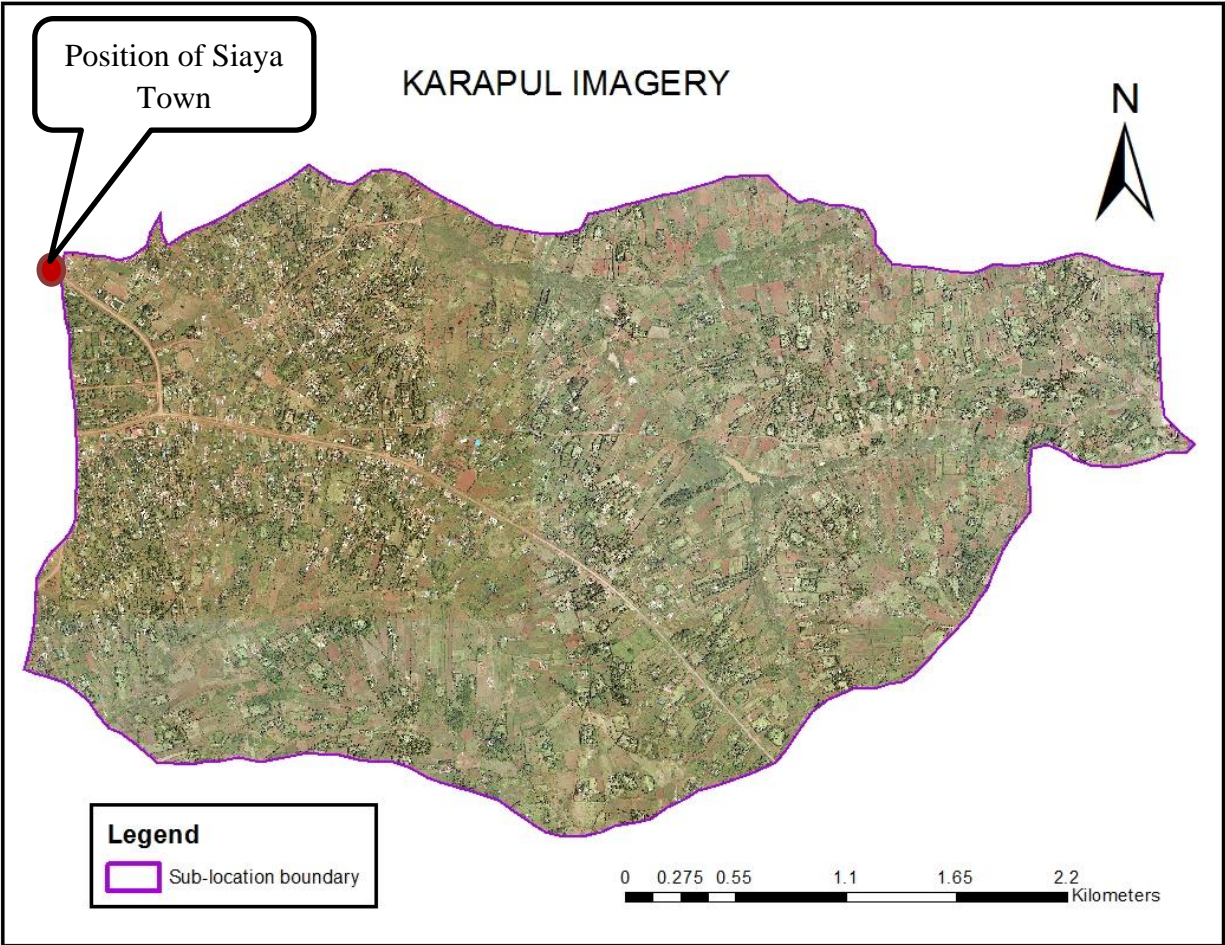 Position of Siaya
Town
KARAPUL IMAGERY
N
Legend
Sub-location boundary
0 0.275 0.55 1.1 1.65 2.2
Kilometers